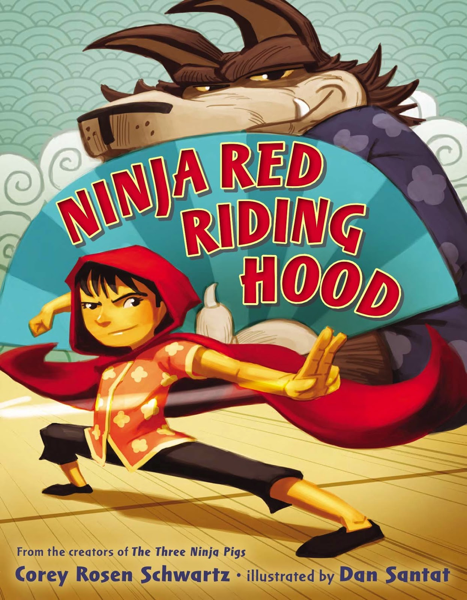 NINJA RED
RIDING
HOOD
From the creators of The Three Ninja Pigs
Corey Rosen Schwartz • illustrated by Dan Santat